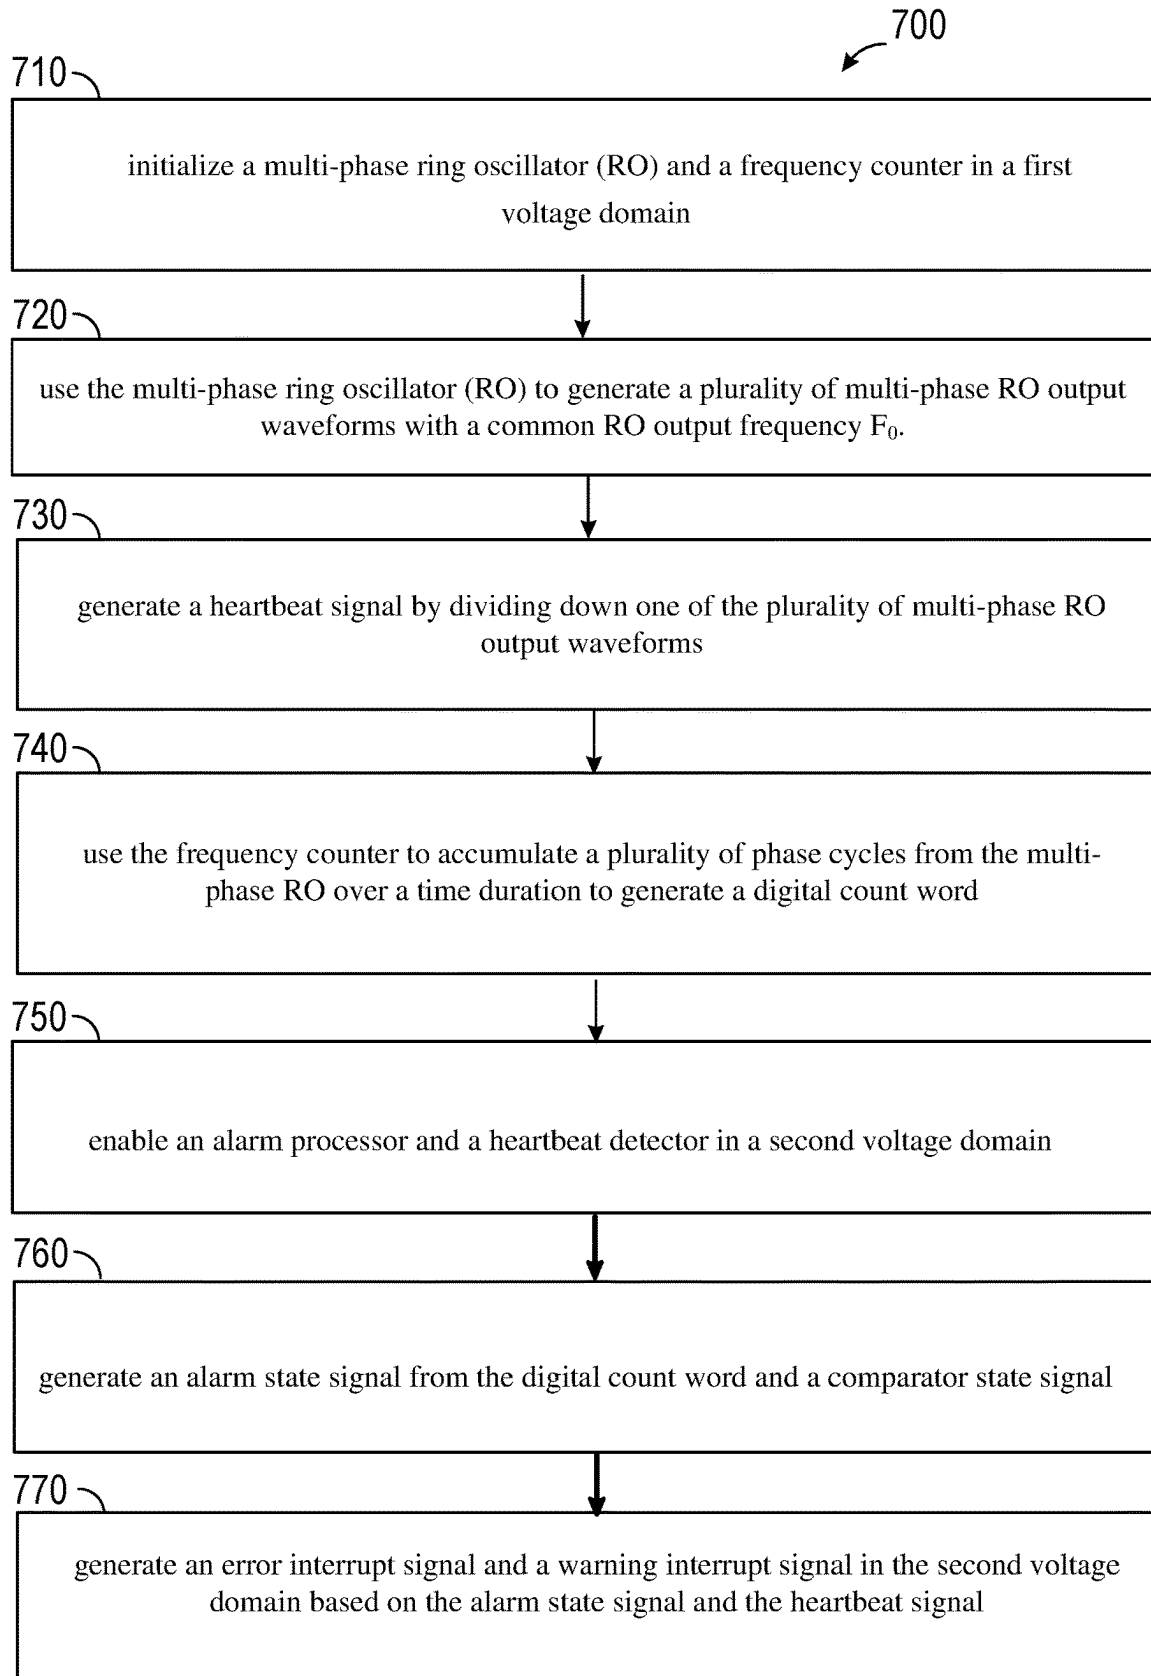 700
710
initialize a multi-phase ring oscillator (RO) and a frequency counter in a first
voltage domain
720
use the multi-phase ring oscillator (RO) to generate a plurality of multi-phase RO output
waveforms with a common RO output frequency F₀.
730
generate a heartbeat signal by dividing down one of the plurality of multi-phase RO
output waveforms
740
use the frequency counter to accumulate a plurality of phase cycles from the multi-
phase RO over a time duration to generate a digital count word
750
enable an alarm processor and a heartbeat detector in a second voltage domain
760
generate an alarm state signal from the digital count word and a comparator state signal
770
generate an error interrupt signal and a warning interrupt signal in the second voltage
domain based on the alarm state signal and the heartbeat signal